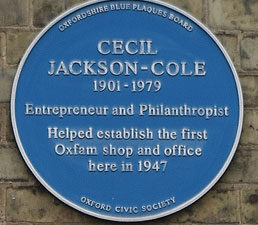 OXFORDSHIRE BLUE PLAQUES BOARD
CECIL
JACKSON-COLE
1901-1979
Entrepreneur and Philanthropist
Helped establish the first
Oxfam shop and office
here in 1947
OXFORD CIVIC SOCIETY